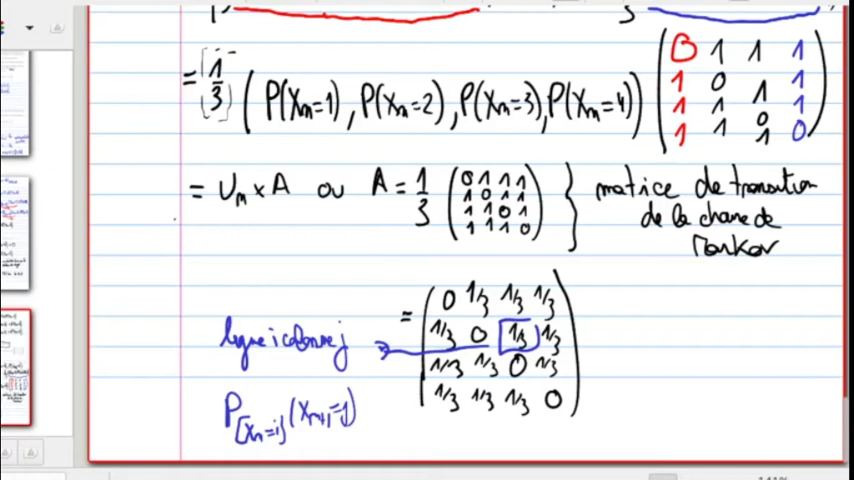 = 1/3 ( P(Xn=1), P(Xn=2), P(Xn=3), P(Xn=4) ) ( 0 1 1 1
1 0 1 1
1 1 0 1
1 1 1 0 )
= Un × A ou A = 1/3 ( 0 1 1 1
1 0 1 1
1 1 0 1
1 1 1 0 ) } matrice de transition
de la chaine de
Markov
= ( 0 1/3 1/3 1/3
1/3 0 1/3 1/3
1/3 1/3 0 1/3
1/3 1/3 1/3 0 )
ligne i colonne j
P[Xn=i](Xn+1=j)